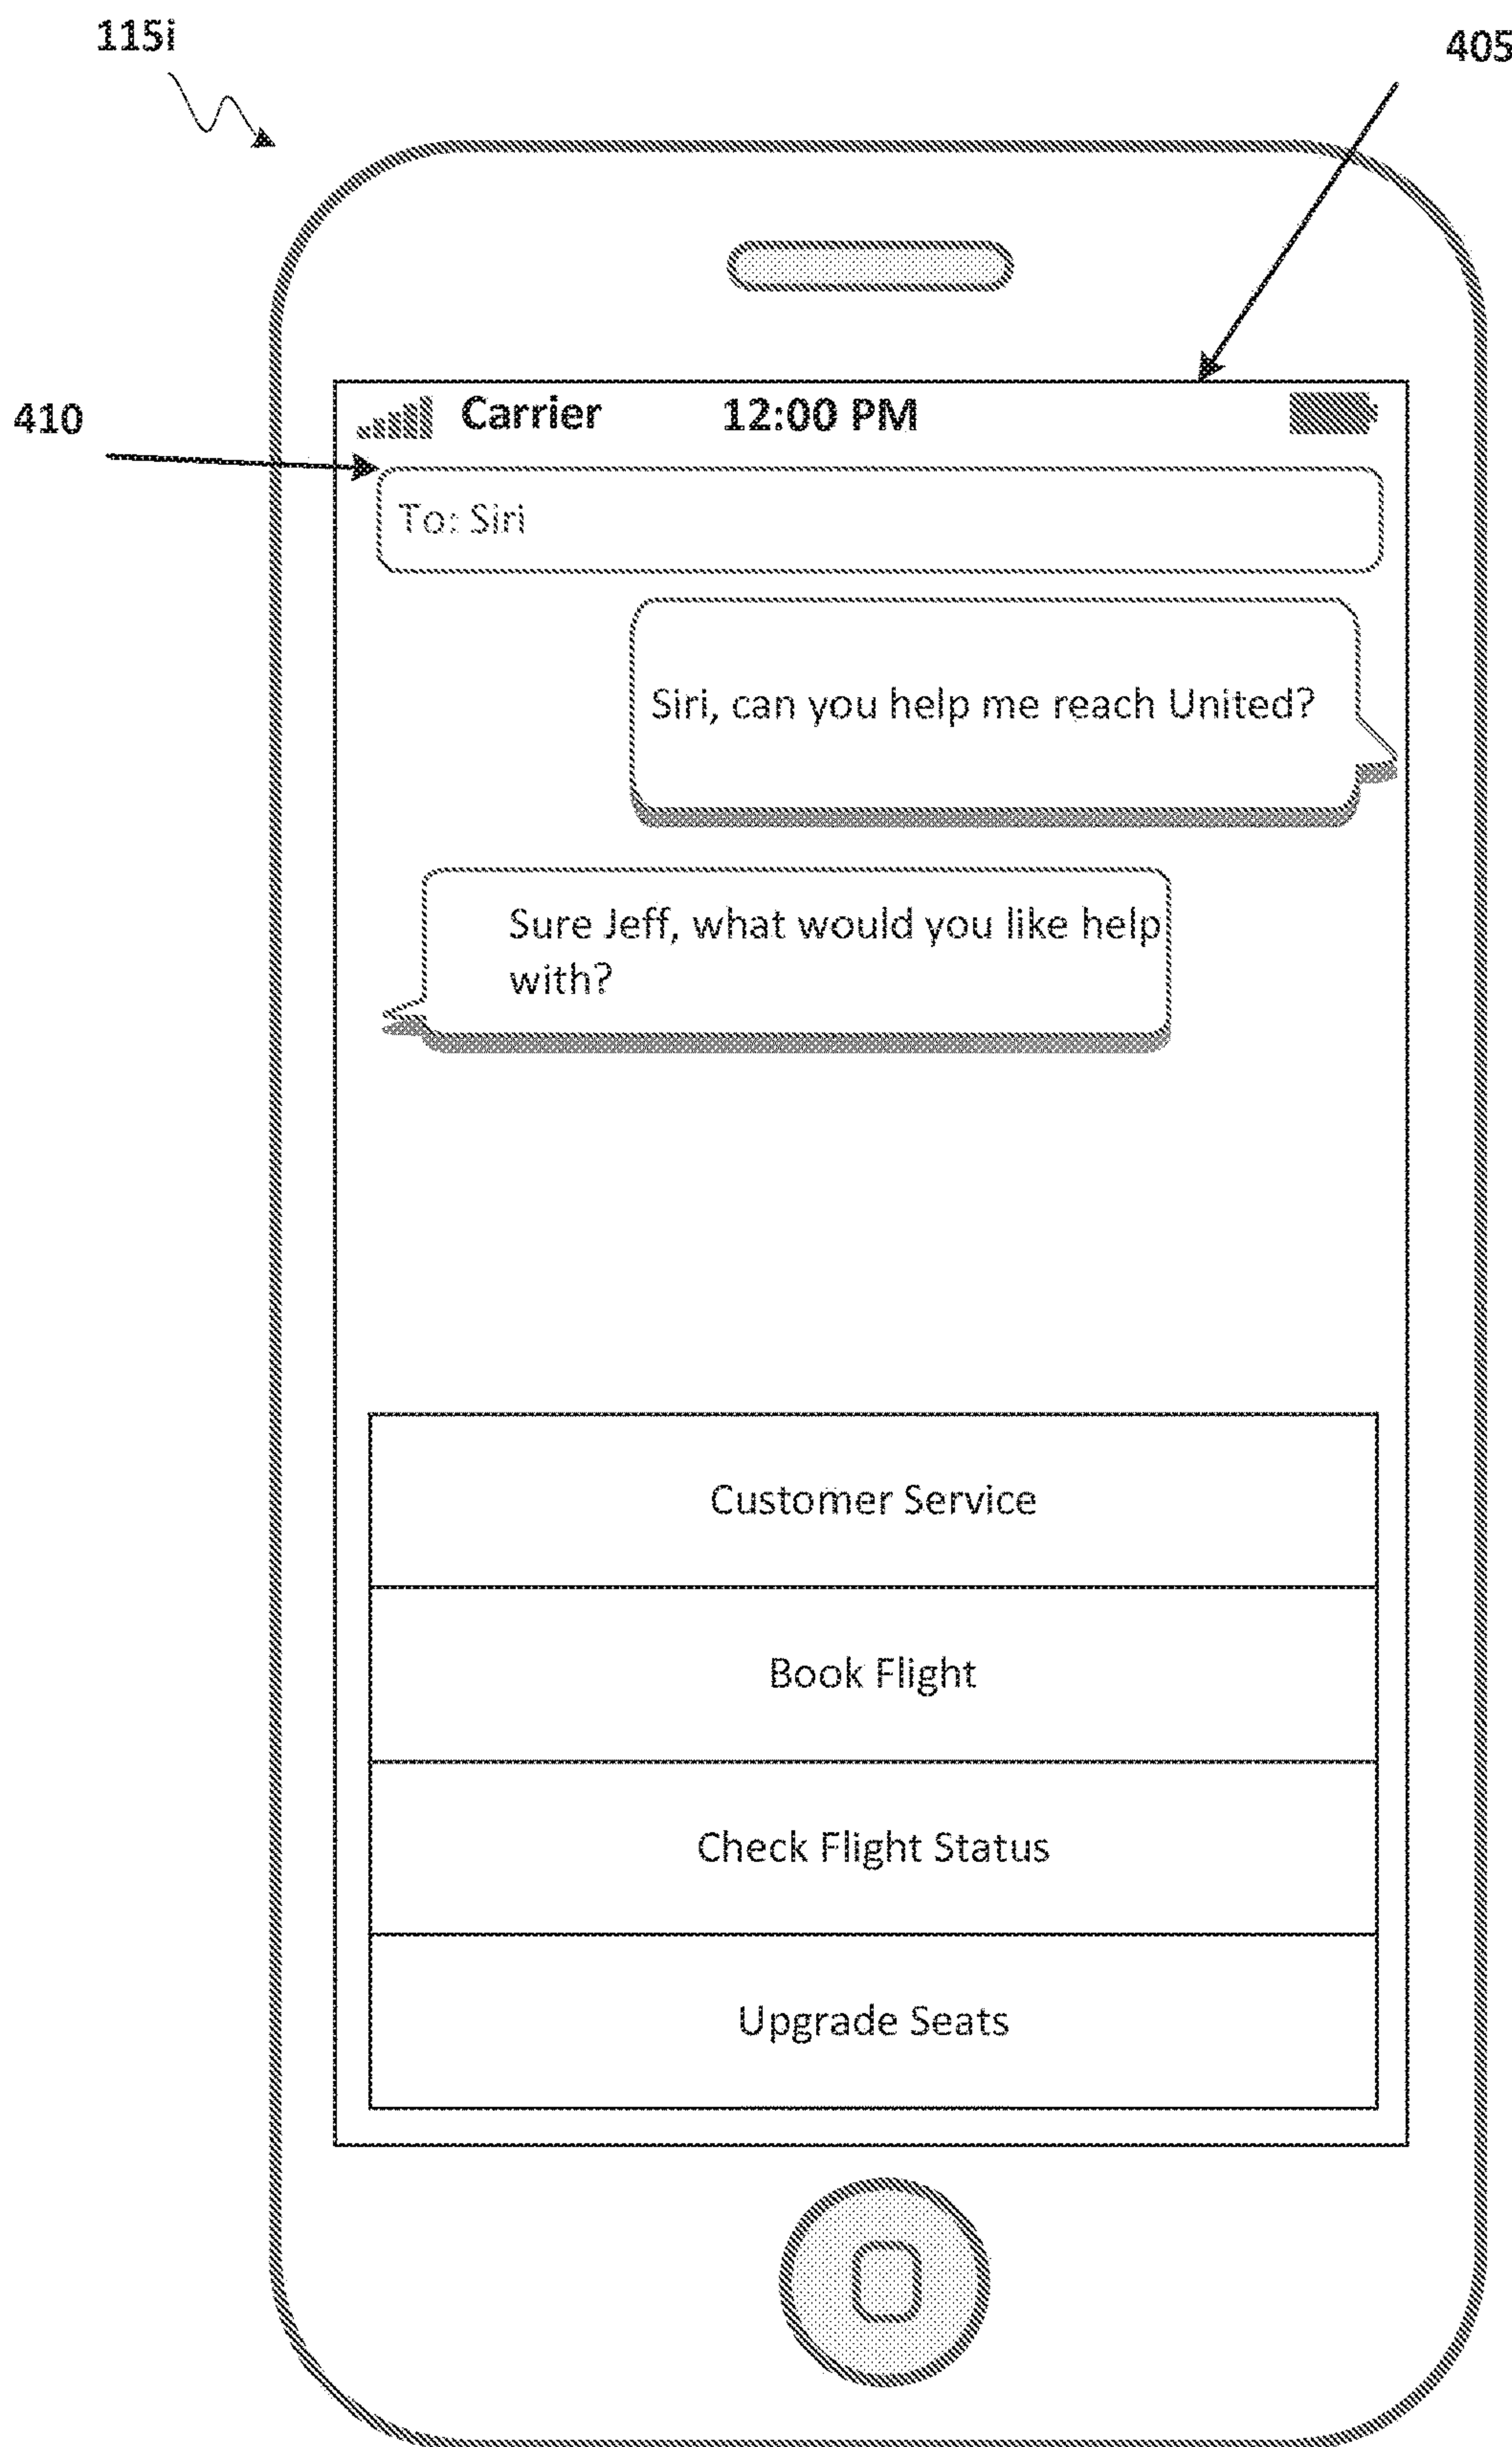 115i
405
410
Carrier 12:00 PM
To: Siri
Siri, can you help me reach United?
Sure Jeff, what would you like help
with?
Customer Service
Book Flight
Check Flight Status
Upgrade Seats